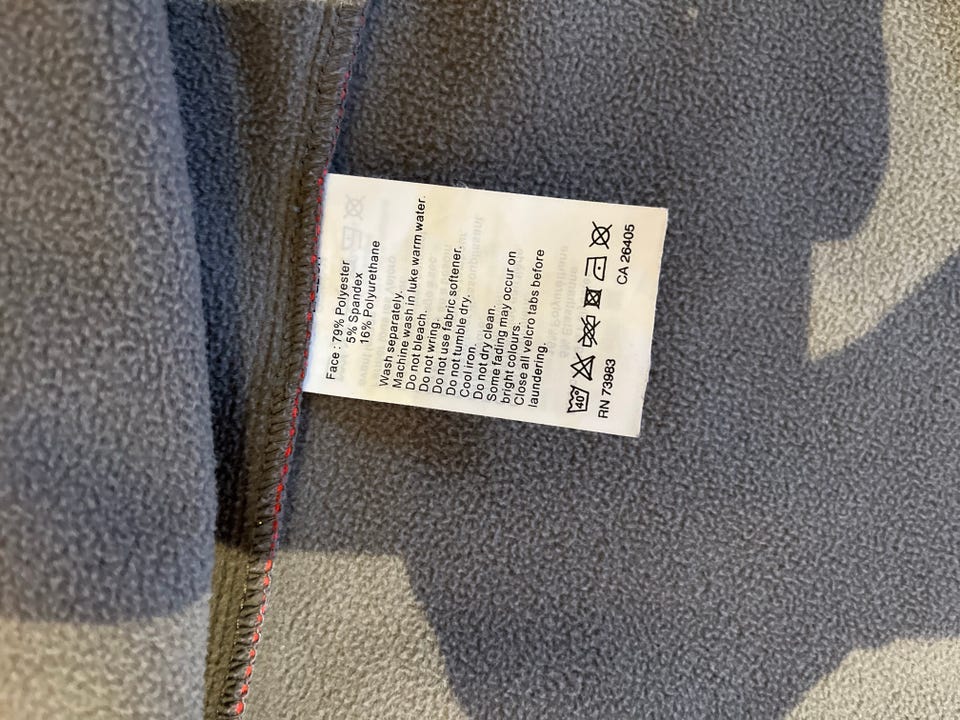 Face : 79% Polyester
5% Spandex
16% Polyurethane
Wash separately.
Machine wash in luke warm water.
Do not bleach.
Do not wring.
Do not use fabric softener.
Do not tumble dry.
Cool iron.
Do not dry clean.
Some fading may occur on
bright colours.
Close all velcro tabs before
laundering.
40°
RN 73983 CA 26405